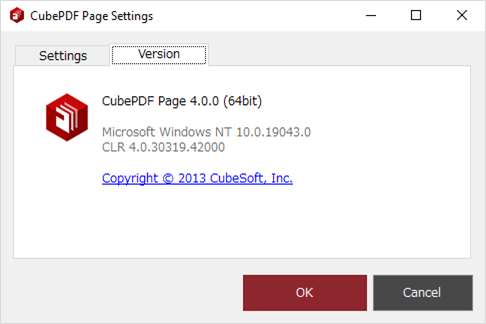 CubePDF Page Settings
Settings
Version
CubePDF Page 4.0.0 (64bit)
Microsoft Windows NT 10.0.19043.0
CLR 4.0.30319.42000
Copyright © 2013 CubeSoft, Inc.
OK
Cancel